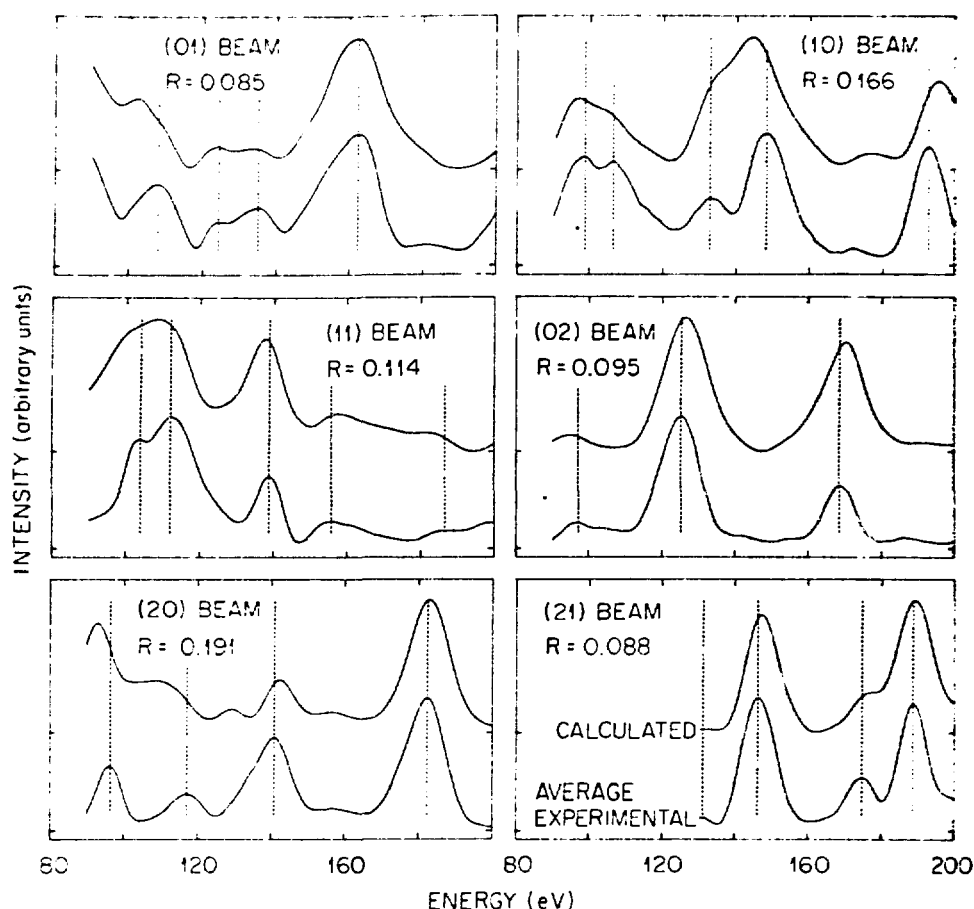 (01) BEAM
R = 0.085
(10) BEAM
R = 0.166
(11) BEAM
R = 0.114
(02) BEAM
R = 0.095
(20) BEAM
R = 0.191
(21) BEAM
R = 0.088
CALCULATED
AVERAGE
EXPERIMENTAL
INTENSITY (arbitrary units)
80 120 160 80 120 160 200
ENERGY (eV)